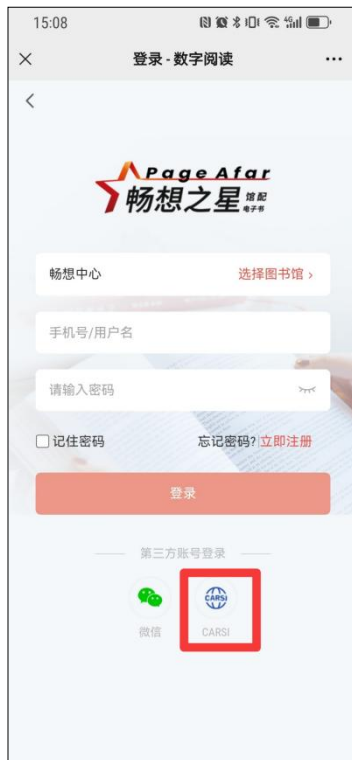 15:08
登录 - 数字阅读
Page Afar
畅想之星 馆配电子书
畅想中心 选择图书馆 ›
手机号/用户名
请输入密码
记住密码 忘记密码? 立即注册
登录
第三方账号登录
CARSI
微信 CARSI